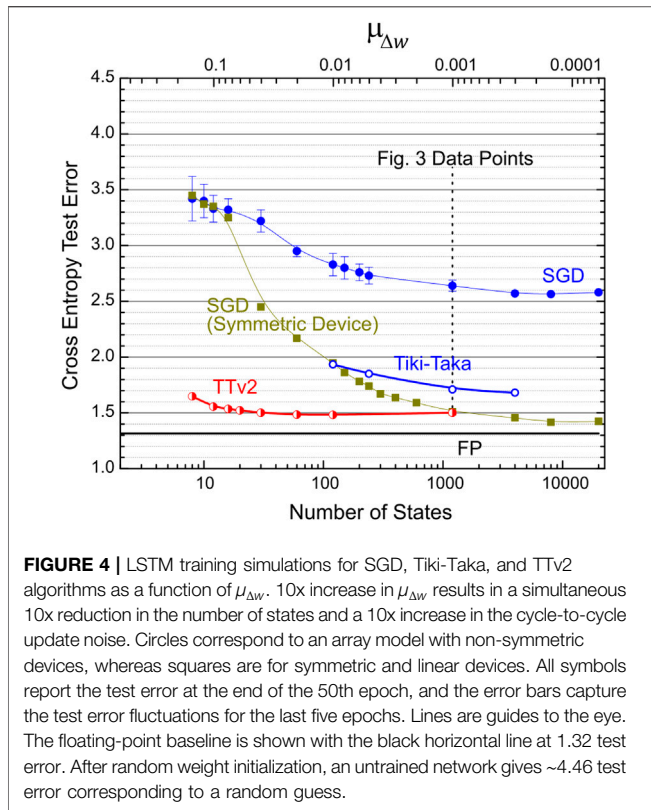 μΔw
0.1 0.01 0.001 0.0001
4.5
4.0
3.5
3.0
2.5
2.0
1.5
1.0
Cross Entropy Test Error
Fig. 3 Data Points
SGD
SGD
(Symmetric Device)
Tiki-Taka
TTv2
FP
10 100 1000 10000
Number of States
FIGURE 4 | LSTM training simulations for SGD, Tiki-Taka, and TTv2
algorithms as a function of μΔw. 10x increase in μΔw results in a simultaneous
10x reduction in the number of states and a 10x increase in the cycle-to-cycle
update noise. Circles correspond to an array model with non-symmetric
devices, whereas squares are for symmetric and linear devices. All symbols
report the test error at the end of the 50th epoch, and the error bars capture
the test error fluctuations for the last five epochs. Lines are guides to the eye.
The floating-point baseline is shown with the black horizontal line at 1.32 test
error. After random weight initialization, an untrained network gives ~4.46 test
error corresponding to a random guess.